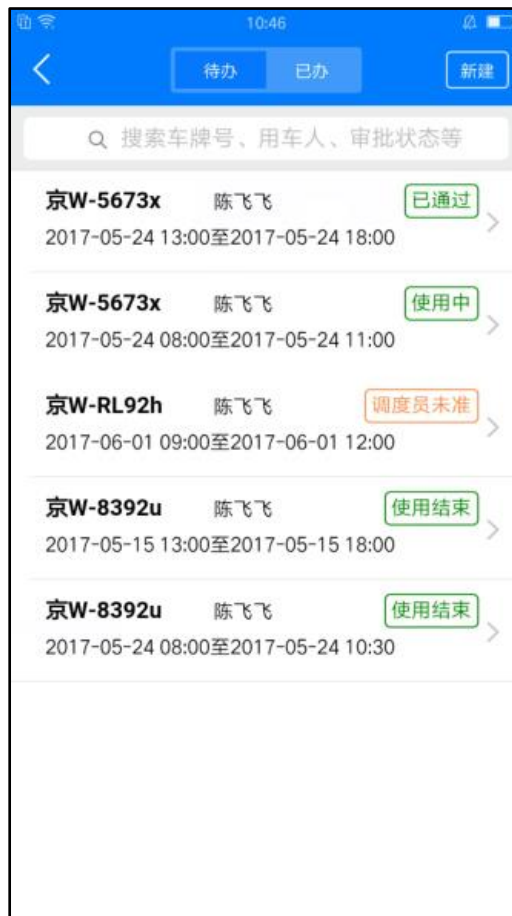 10:46
待办 已办 新建
搜索车牌号、用车人、审批状态等
京W-5673x 陈飞飞 已通过
2017-05-24 13:00至2017-05-24 18:00
京W-5673x 陈飞飞 使用中
2017-05-24 08:00至2017-05-24 11:00
京W-RL92h 陈飞飞 调度员未准
2017-06-01 09:00至2017-06-01 12:00
京W-8392u 陈飞飞 使用结束
2017-05-15 13:00至2017-05-15 18:00
京W-8392u 陈飞飞 使用结束
2017-05-24 08:00至2017-05-24 10:30